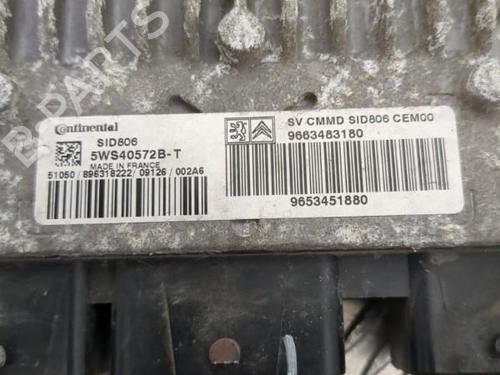 B-PARTS
Continental
SID806
5WS40572B-T
MADE IN FRANCE
51050 / 896318222 / 09126 / 002A6
SV CMMD SID806 CEM00
9663483180
9653451880